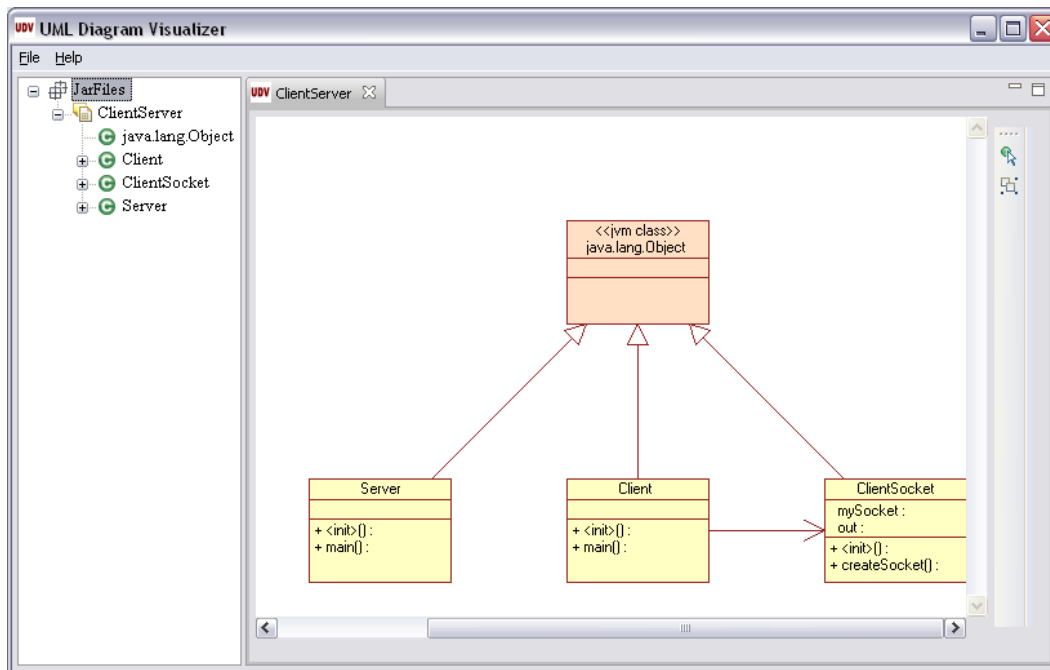 UDV UML Diagram Visualizer
File Help
JarFiles
ClientServer
java.lang.Object
Client
ClientSocket
Server
UDV ClientServer
<<jvm class>>
java.lang.Object
Server
+ <init>() :
+ main() :
Client
+ <init>() :
+ main() :
ClientSocket
mySocket :
out :
+ <init>() :
+ createSocket() :